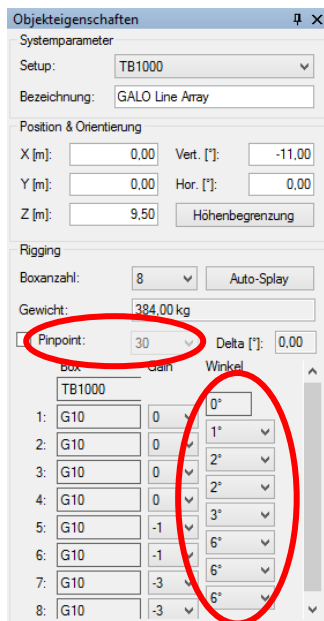 Objekteigenschaften
Systemparameter
Setup: TB1000
Bezeichnung: GALO Line Array
Position & Orientierung
X [m]: 0,00 Vert. [°]: -11,00
Y [m]: 0,00 Hor. [°]: 0,00
Z [m]: 9,50 Höhenbegrenzung
Rigging
Boxanzahl: 8 Auto-Splay
Gewicht: 384,00 kg
Pinpoint: 30 Delta [°]: 0,00
Box Gain Winkel
TB1000
0°
1: G10 0
1°
2: G10 0
2°
3: G10 0
2°
4: G10 0
3°
5: G10 -1
6°
6: G10 -1
6°
7: G10 -3
6°
8: G10 -3